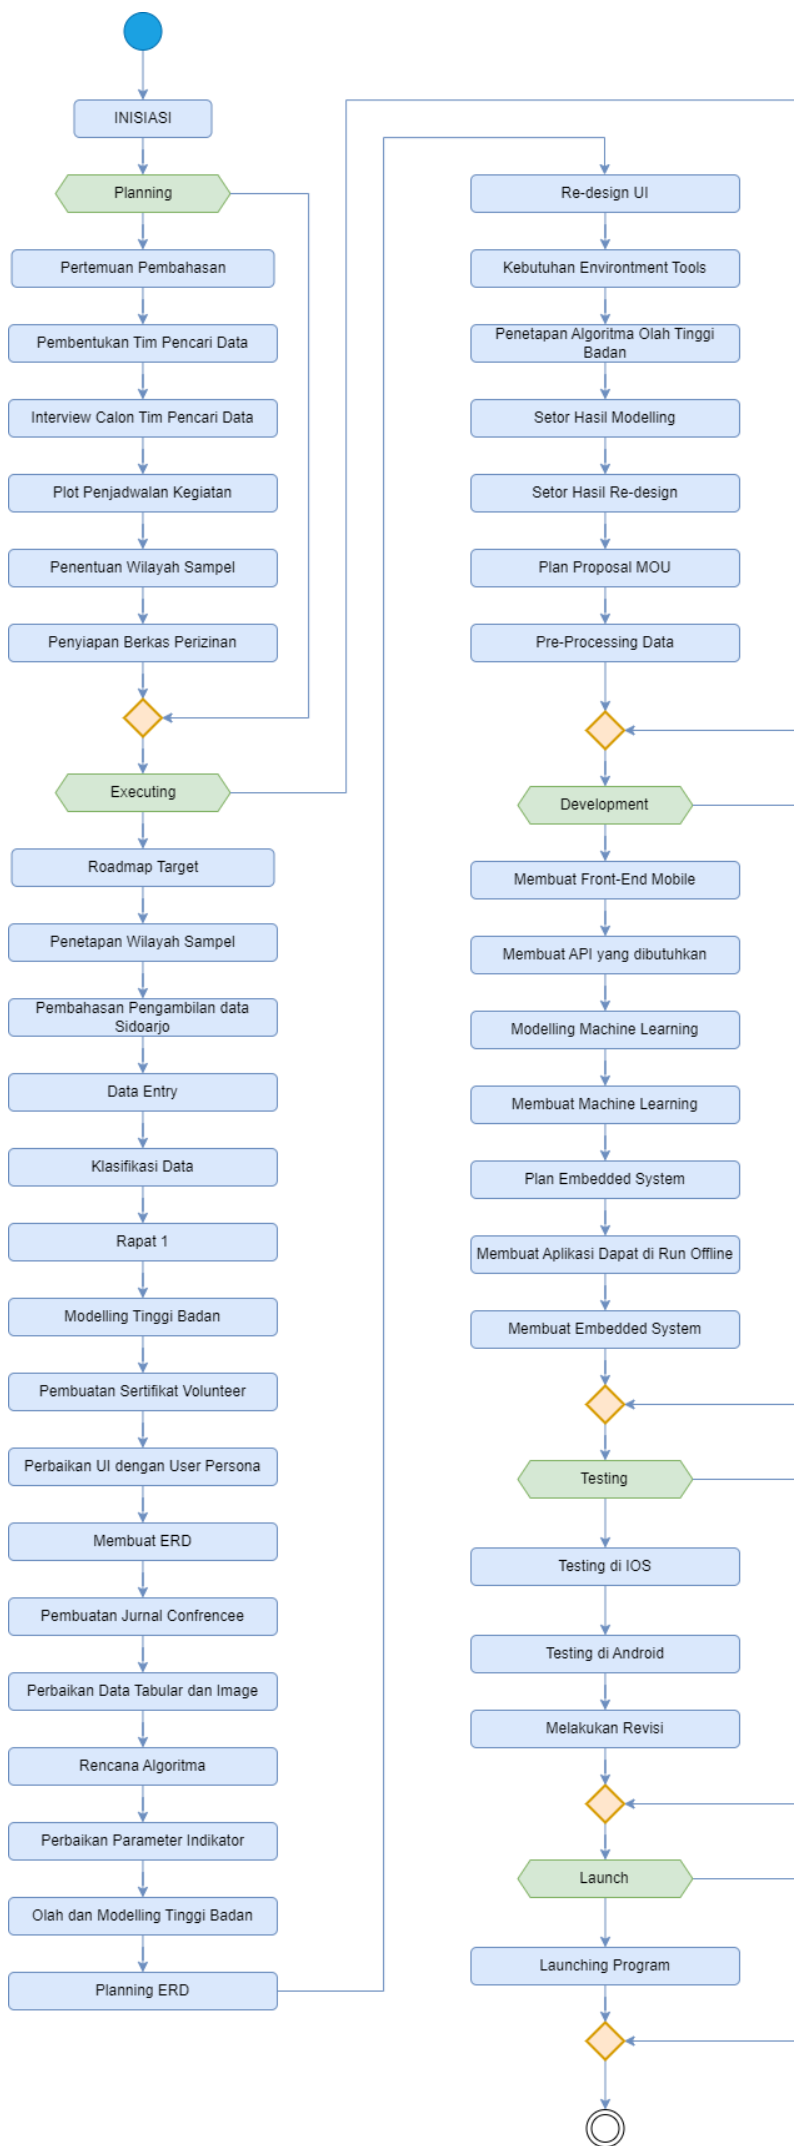 INISIASI
Planning
Pertemuan Pembahasan
Pembentukan Tim Pencari Data
Interview Calon Tim Pencari Data
Plot Penjadwalan Kegiatan
Penentuan Wilayah Sampel
Penyiapan Berkas Perizinan
Executing
Roadmap Target
Penetapan Wilayah Sampel
Pembahasan Pengambilan data
Sidoarjo
Data Entry
Klasifikasi Data
Rapat 1
Modelling Tinggi Badan
Pembuatan Sertifikat Volunteer
Perbaikan UI dengan User Persona
Membuat ERD
Pembuatan Jurnal Confrencee
Perbaikan Data Tabular dan Image
Rencana Algoritma
Perbaikan Parameter Indikator
Olah dan Modelling Tinggi Badan
Planning ERD
Re-design UI
Kebutuhan Environtment Tools
Penetapan Algoritma Olah Tinggi
Badan
Setor Hasil Modelling
Setor Hasil Re-design
Plan Proposal MOU
Pre-Processing Data
Development
Membuat Front-End Mobile
Membuat API yang dibutuhkan
Modelling Machine Learning
Membuat Machine Learning
Plan Embedded System
Membuat Aplikasi Dapat di Run Offline
Membuat Embedded System
Testing
Testing di IOS
Testing di Android
Melakukan Revisi
Launch
Launching Program